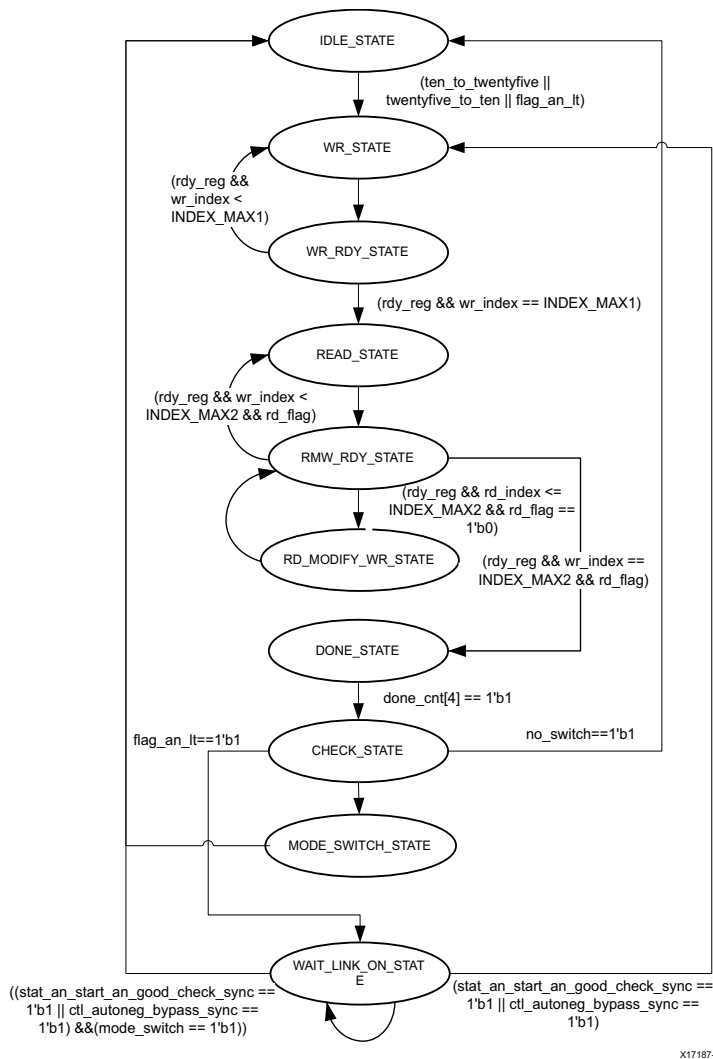 IDLE_STATE
(ten_to_twentyfive ||
twentyfive_to_ten || flag_an_lt)
WR_STATE
(rdy_reg &&
wr_index <
INDEX_MAX1)
WR_RDY_STATE
(rdy_reg && wr_index == INDEX_MAX1)
READ_STATE
(rdy_reg && wr_index <
INDEX_MAX2 && rd_flag)
RMW_RDY_STATE
(rdy_reg && rd_index <=
INDEX_MAX2 && rd_flag ==
1'b0)
RD_MODIFY_WR_STATE
(rdy_reg && wr_index ==
INDEX_MAX2 && rd_flag)
DONE_STATE
done_cnt[4] == 1'b1
flag_an_lt==1'b1
no_switch==1'b1
CHECK_STATE
MODE_SWITCH_STATE
WAIT_LINK_ON_STAT
E
((stat_an_start_an_good_check_sync ==
1'b1 || ctl_autoneg_bypass_sync ==
1'b1) &&(mode_switch == 1'b1))
(stat_an_start_an_good_check_sync ==
1'b1 || ctl_autoneg_bypass_sync ==
1'b1)
X17187-